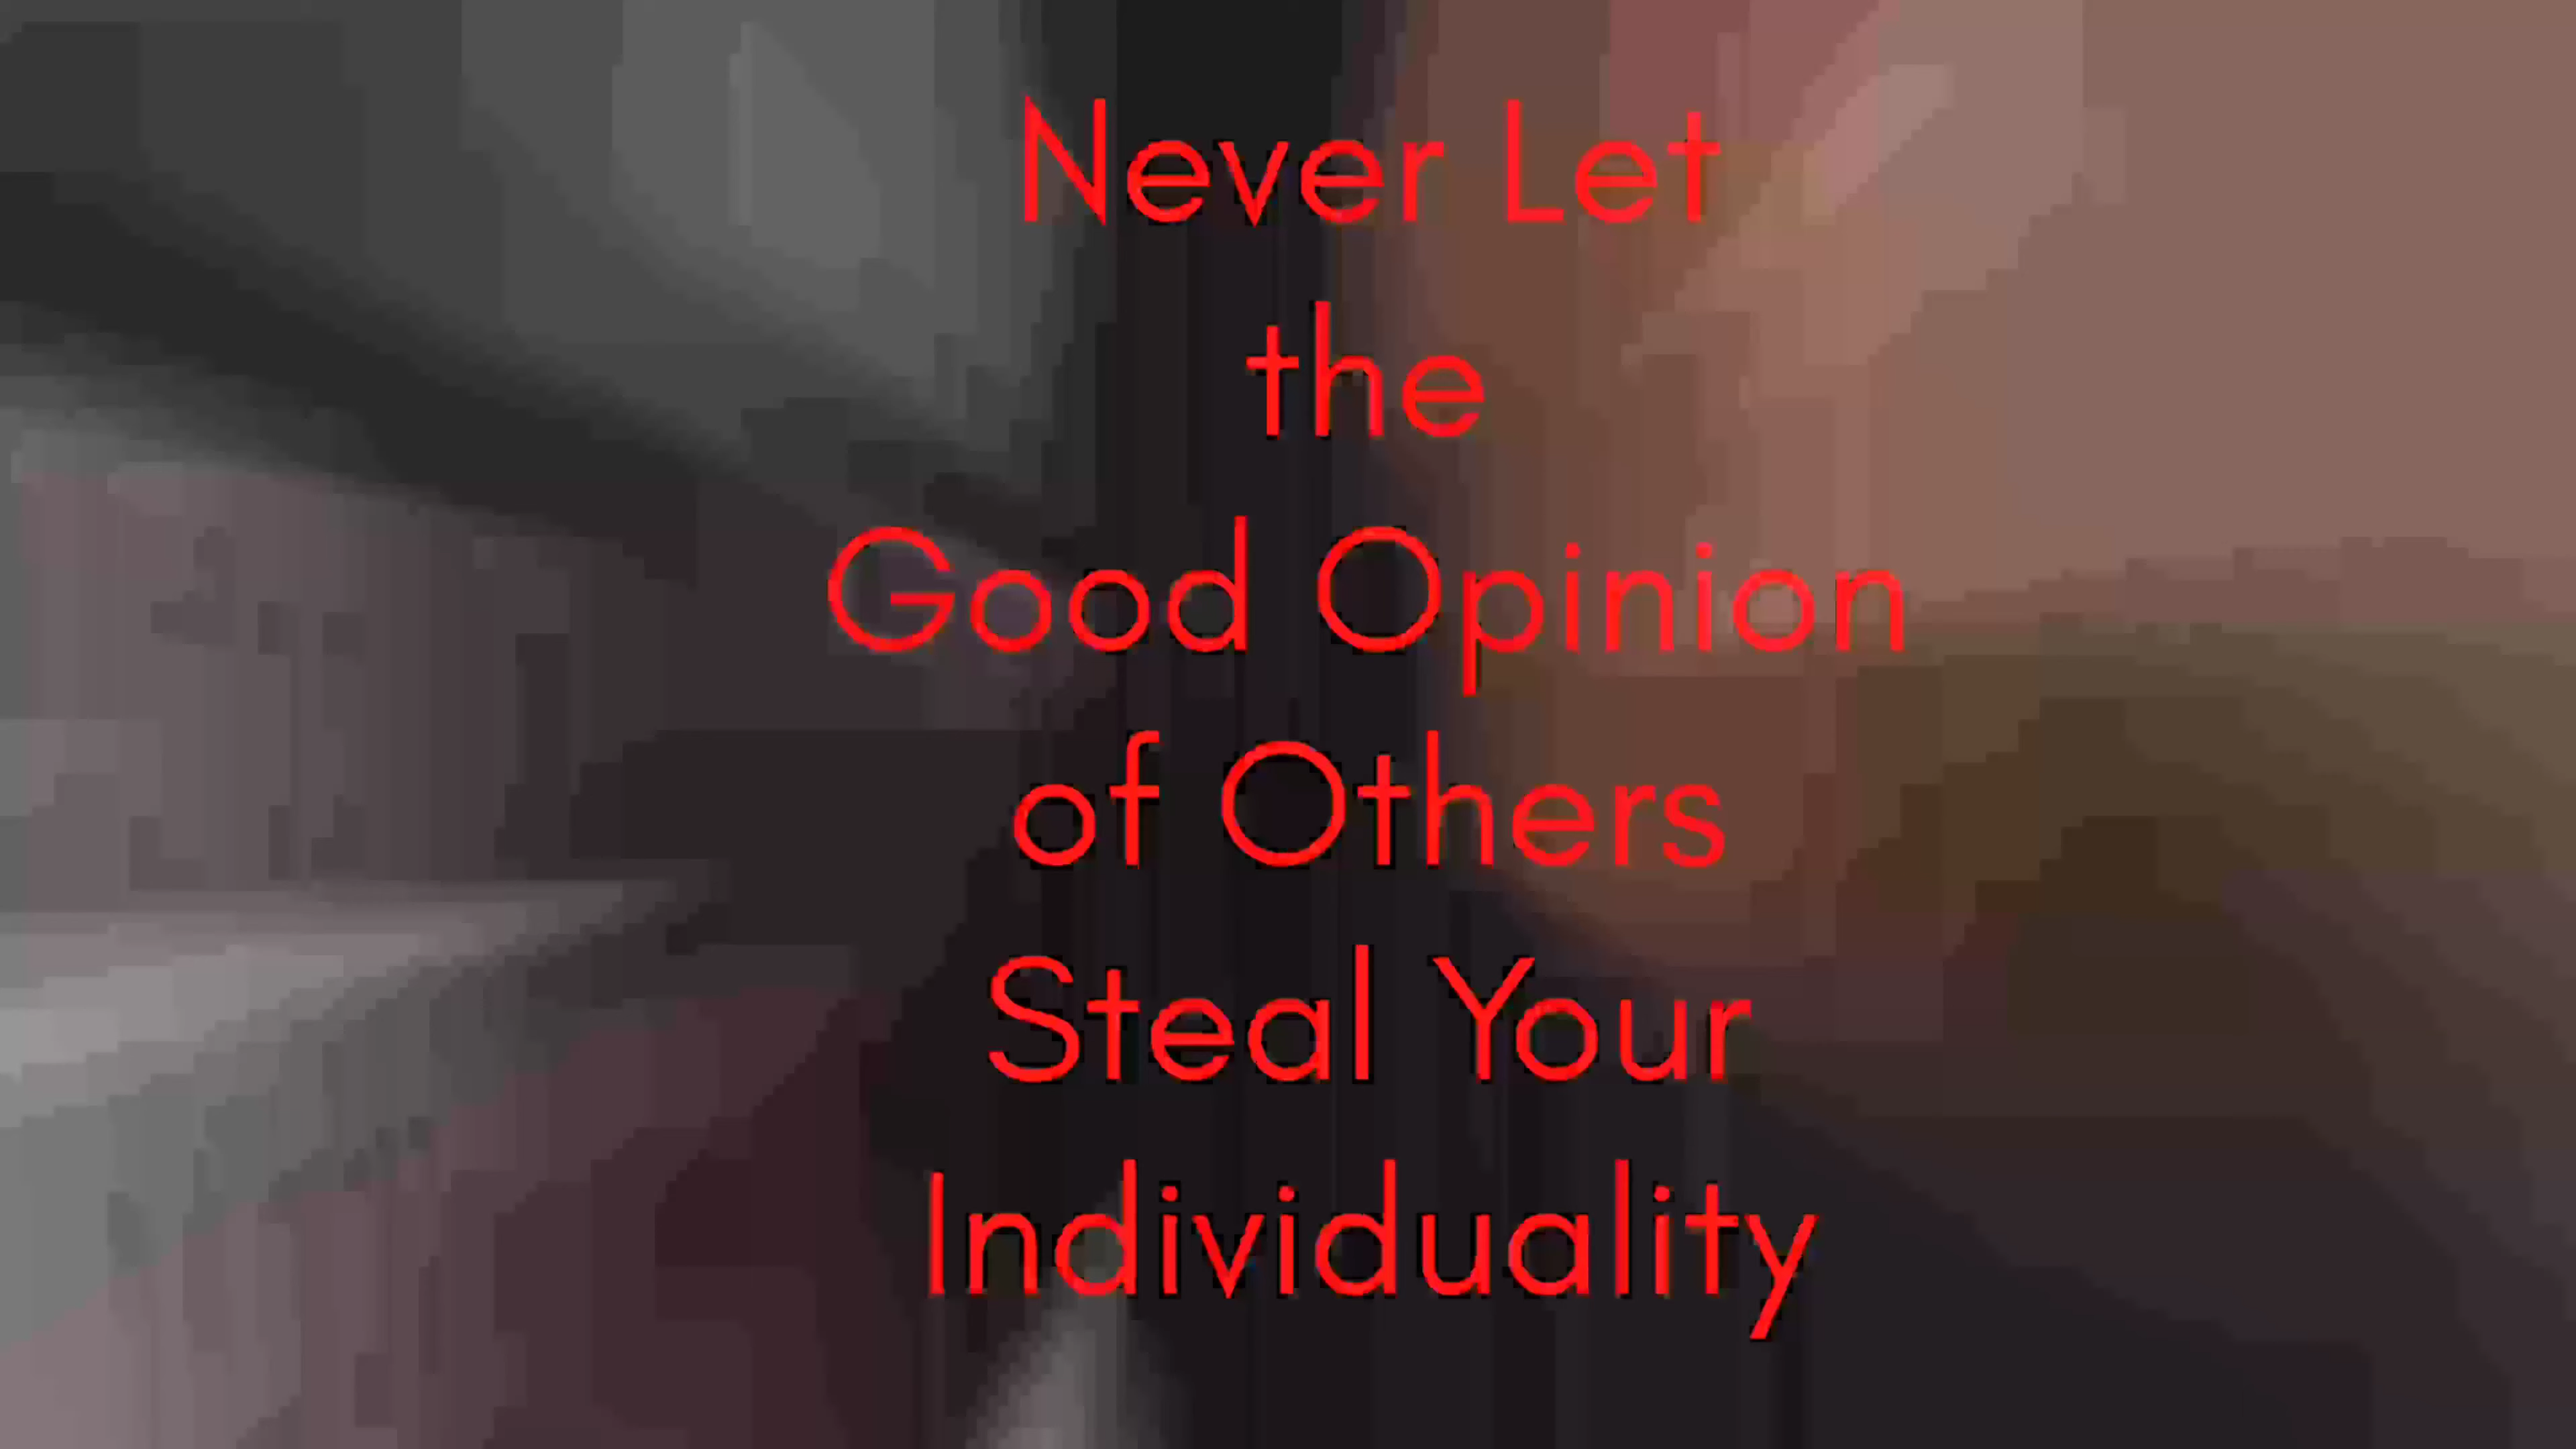 Never Let
the
Good Opinion
of Others
Steal Your
Individuality